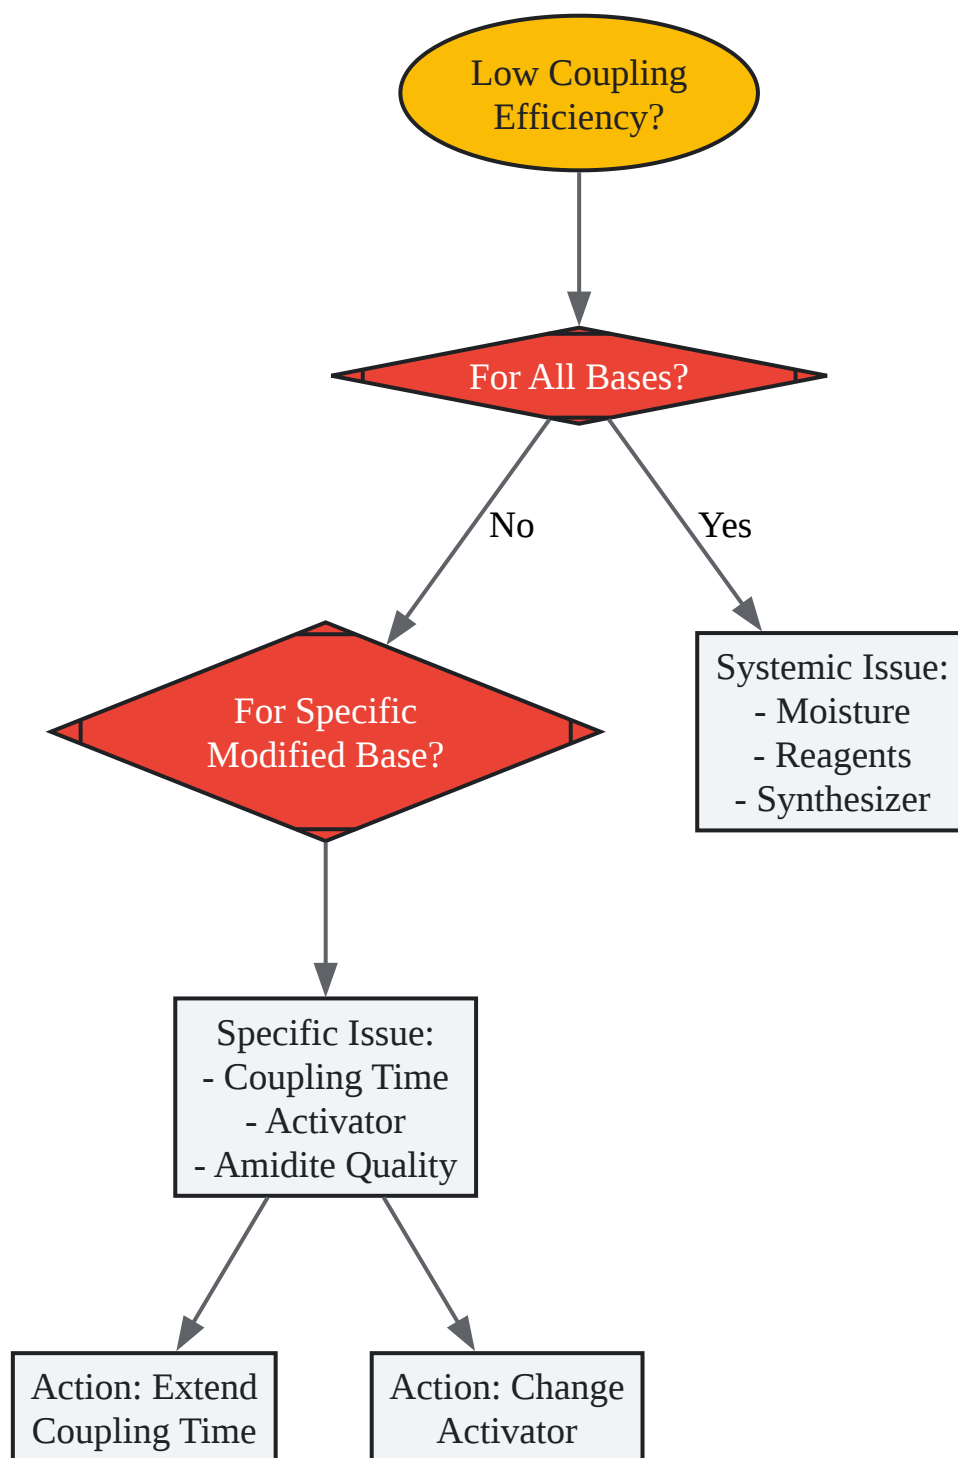 Low Coupling
Efficiency?
For All Bases?
No
Yes
For Specific
Modified Base?
Systemic Issue:
- Moisture
- Reagents
- Synthesizer
Specific Issue:
- Coupling Time
- Activator
- Amidite Quality
Action: Extend
Coupling Time
Action: Change
Activator